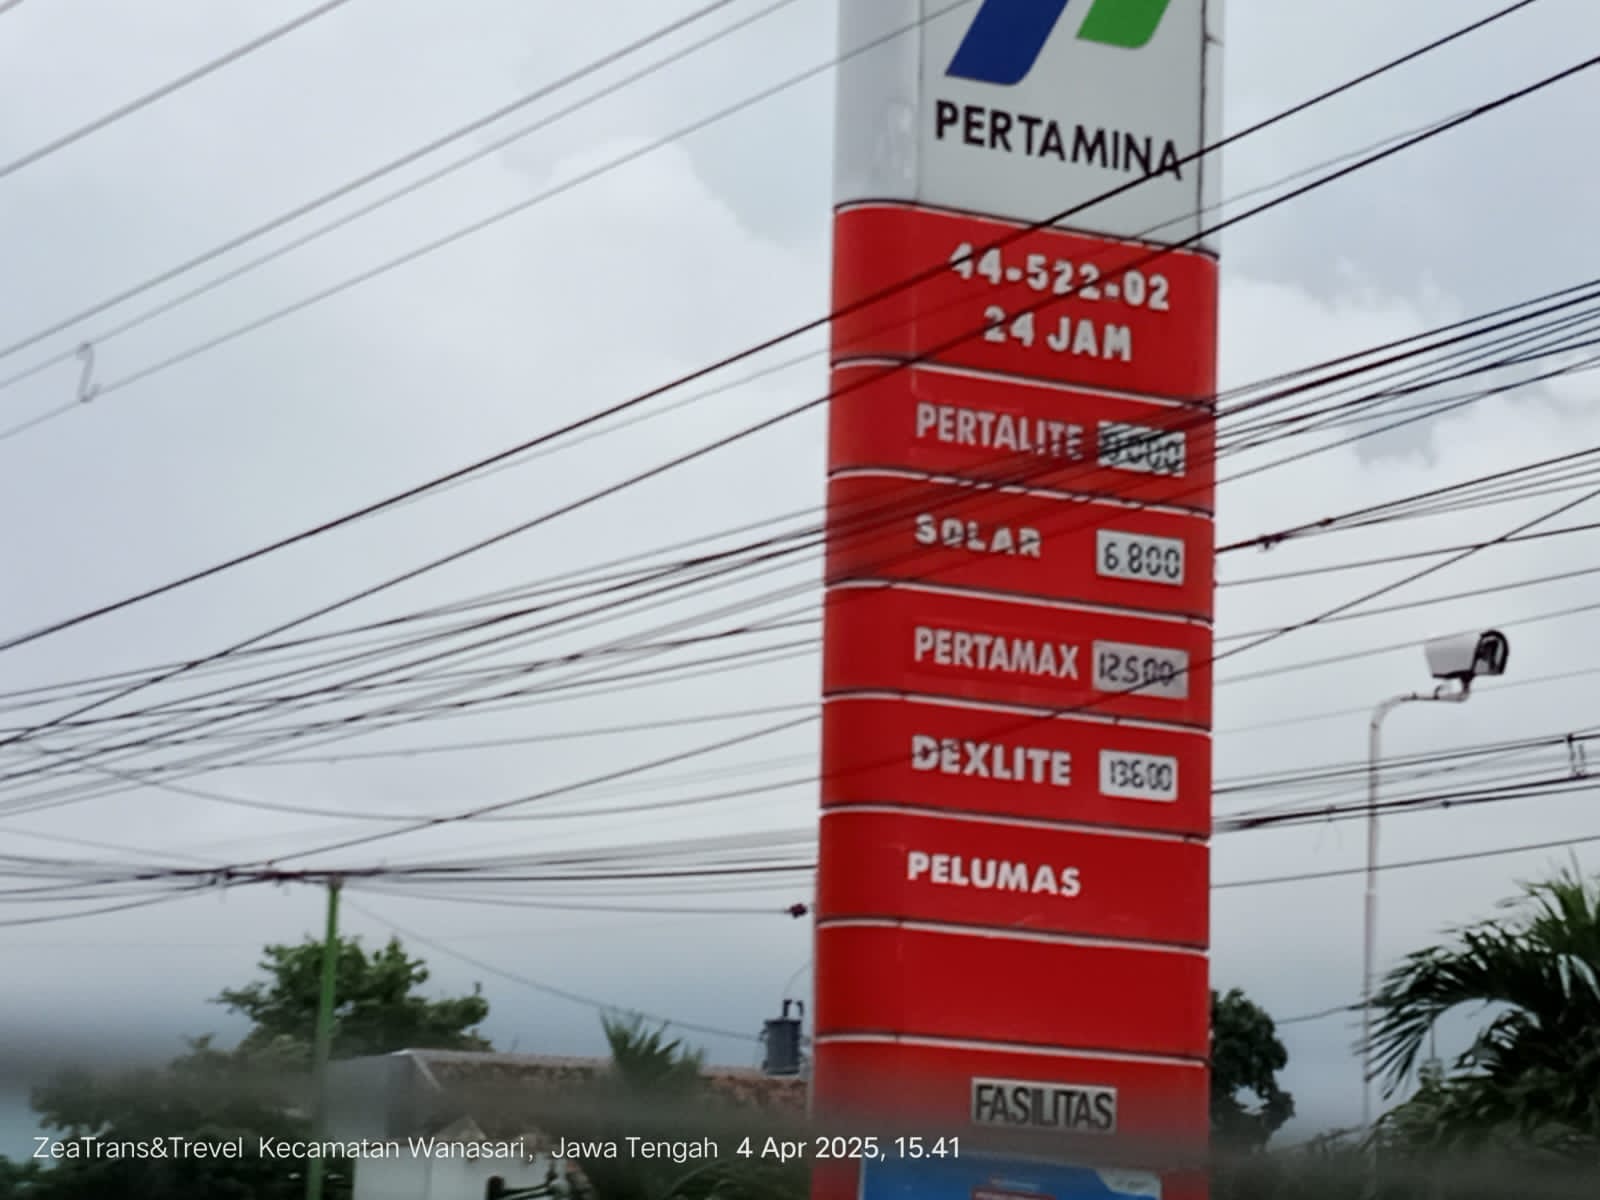 PERTAMINA
44-522-02
24 JAM
PERTALITE
SOLAR 6.800
PERTAMAX 12500
DEXLITE 13600
PELUMAS
FASILITAS
ZeaTrans&Trevel Kecamatan Wanasari, Jawa Tengah 4 Apr 2025, 15.41